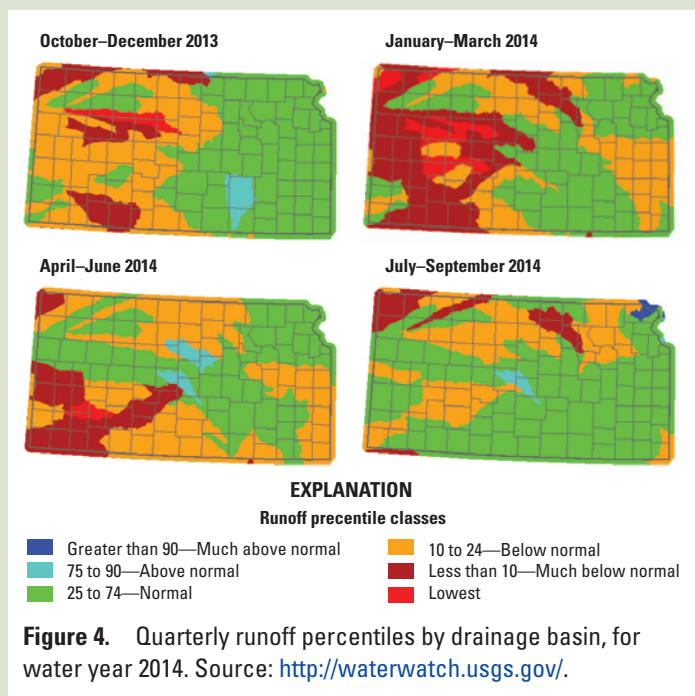 October–December 2013
January–March 2014
April–June 2014
July–September 2014
EXPLANATION
Runoff precentile classes
Greater than 90—Much above normal
75 to 90—Above normal
25 to 74—Normal
10 to 24—Below normal
Less than 10—Much below normal
Lowest
Figure 4. Quarterly runoff percentiles by drainage basin, for
water year 2014. Source: http://waterwatch.usgs.gov/.